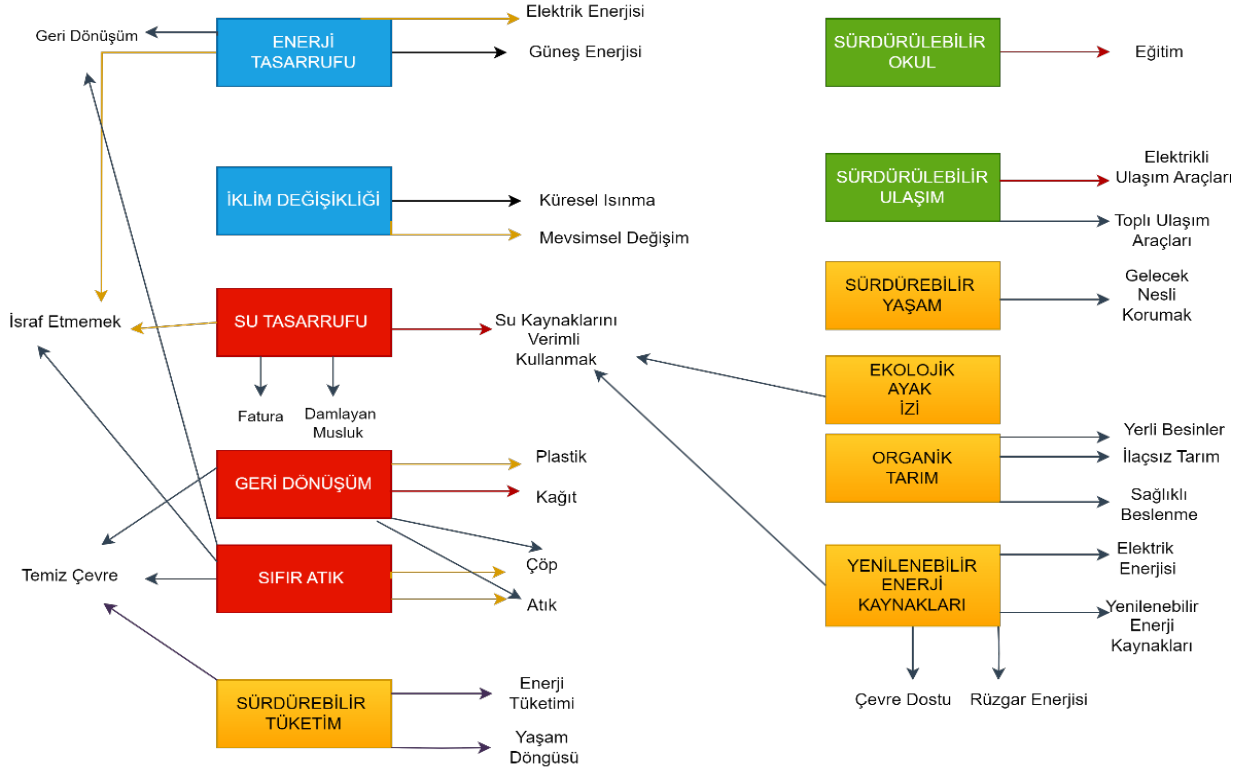 Elektrik Enerjisi
Geri Dönüşüm
ENERJİ
TASARRUFU
Güneş Enerjisi
SÜRDÜRÜLEBİLİR
OKUL
Eğitim
İKLİM DEĞİŞİKLİĞİ
Küresel Isınma
Mevsimsel Değişim
SÜRDÜRÜLEBİLİR
ULAŞIM
Elektrikli
Ulaşım Araçları
Toplı Ulaşım
Araçları
İsraf Etmemek
SU TASARRUFU
Su Kaynaklarını
Verimli
Kullanmak
Fatura
Damlayan
Musluk
SÜRDÜREBİLİR
YAŞAM
Gelecek
Nesli
Korumak
EKOLOJİK
AYAK
İZİ
GERİ DÖNÜŞÜM
Plastik
Kağıt
ORGANİK
TARIM
Yerli Besinler
İlaçsız Tarım
Sağlıklı
Beslenme
Temiz Çevre
SIFIR ATIK
Çöp
Atık
YENİLENEBİLİR
ENERJİ
KAYNAKLARI
Elektrik
Enerjisi
Yenilenebilir
Enerji
Kaynakları
Çevre Dostu
Rüzgar Enerjisi
SÜRDÜREBİLİR
TÜKETİM
Enerji
Tüketimi
Yaşam
Döngüsü